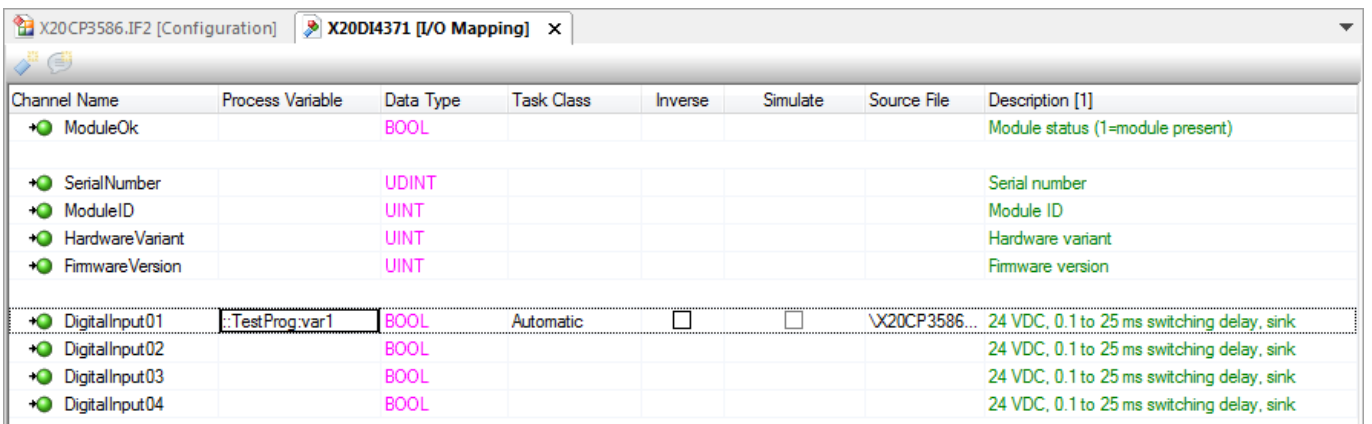 X20CP3586.IF2 [Configuration] X20DI4371 [I/O Mapping] X
Channel Name Process Variable Data Type Task Class Inverse Simulate Source File Description [1]
ModuleOk BOOL Module status (1=module present)
SerialNumber UDINT Serial number
ModuleID UINT Module ID
HardwareVariant UINT Hardware variant
FirmwareVersion UINT Firmware version
DigitalInput01 ::TestProg:var1 BOOL Automatic \X20CP3586... 24 VDC, 0.1 to 25 ms switching delay, sink
DigitalInput02 BOOL 24 VDC, 0.1 to 25 ms switching delay, sink
DigitalInput03 BOOL 24 VDC, 0.1 to 25 ms switching delay, sink
DigitalInput04 BOOL 24 VDC, 0.1 to 25 ms switching delay, sink